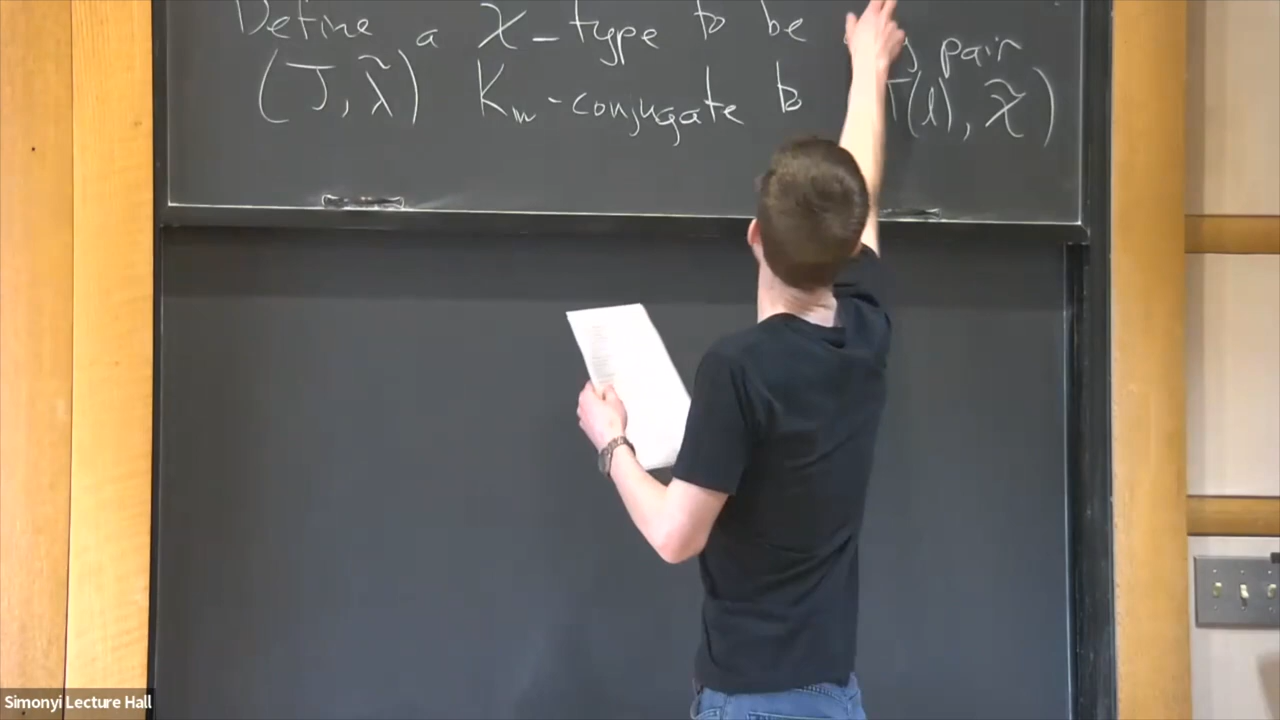 Define a χ-type to be pair
(J, λ̃) K_m-conjugate to T(l), χ̃)
Simonyi Lecture Hall